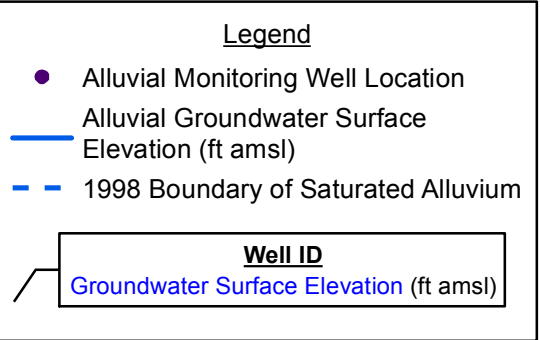 Legend
Alluvial Monitoring Well Location
Alluvial Groundwater Surface
Elevation (ft amsl)
1998 Boundary of Saturated Alluvium
Well ID
Groundwater Surface Elevation (ft amsl)